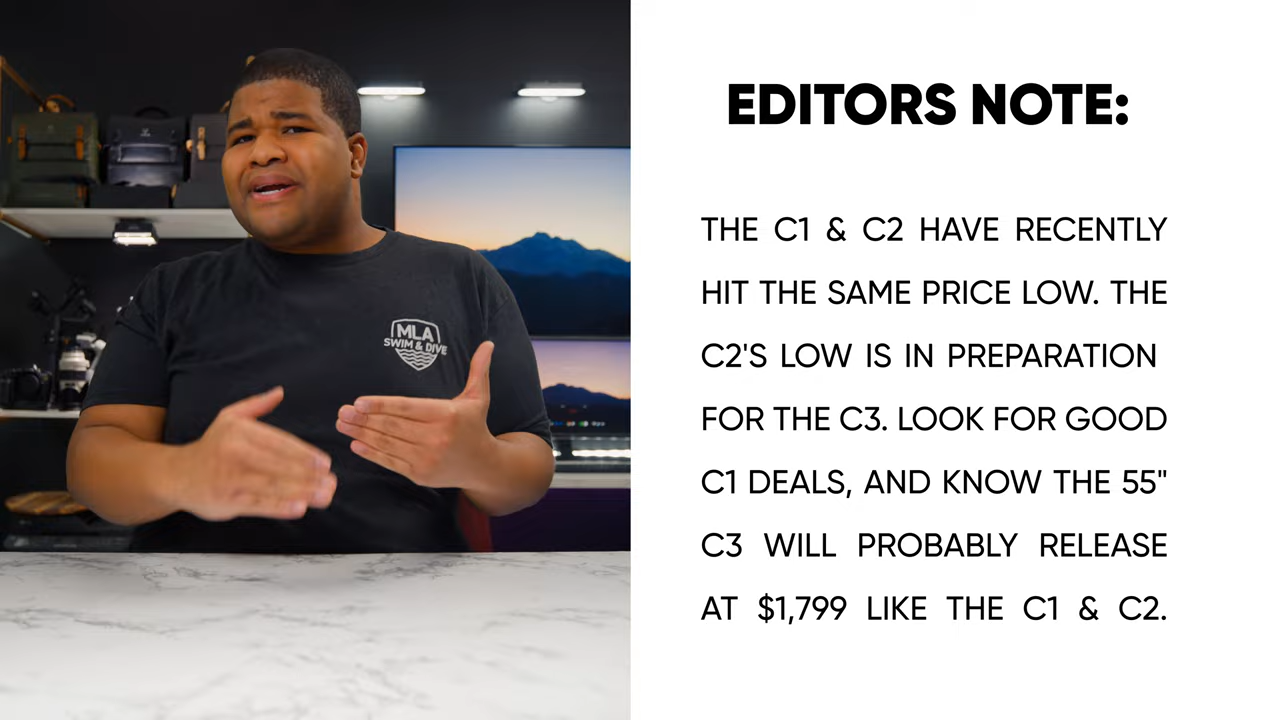 MLA
SWIM & DIVE
EDITORS NOTE:
THE C1 & C2 HAVE RECENTLY
HIT THE SAME PRICE LOW. THE
C2'S LOW IS IN PREPARATION
FOR THE C3. LOOK FOR GOOD
C1 DEALS, AND KNOW THE 55"
C3 WILL PROBABLY RELEASE
AT $1,799 LIKE THE C1 & C2.